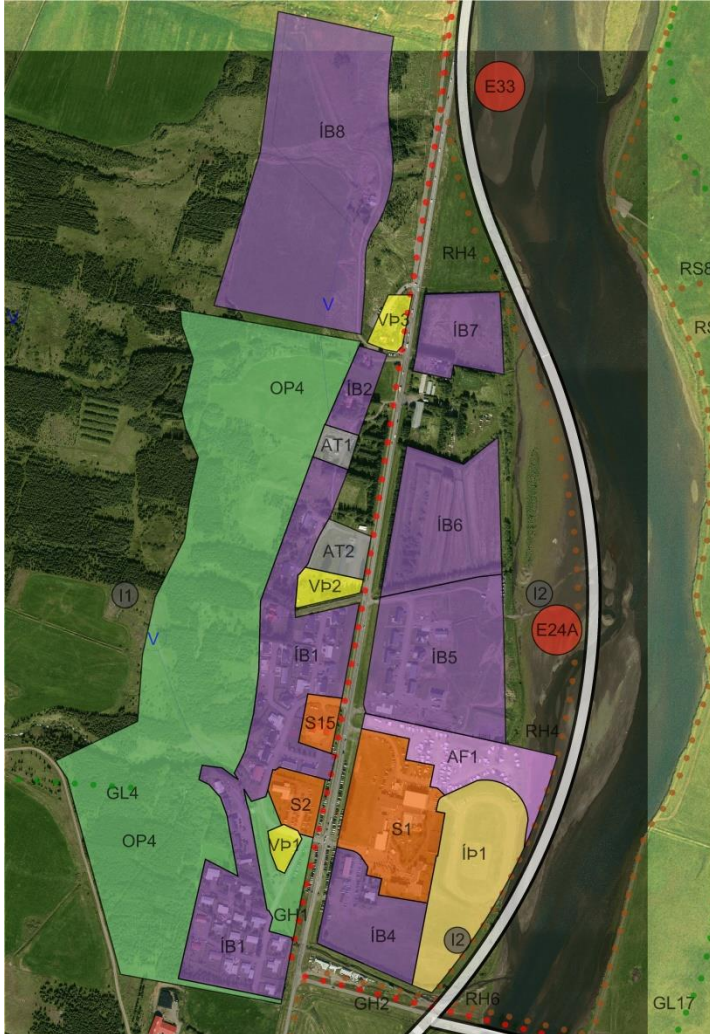 E33
ÍB8
RH4
RS8
V
V
VÞ3
RS
ÍB7
OP4
ÍB2
AT1
ÍB6
AT2
VÞ2
I1
I2
E24A
V
ÍB1
ÍB5
S15
RH4
AF1
GL4
S2
OP4
VÞ1
S1
ÍÞ1
GH1
ÍB1
ÍB4
I2
GH2
RH6
GL17